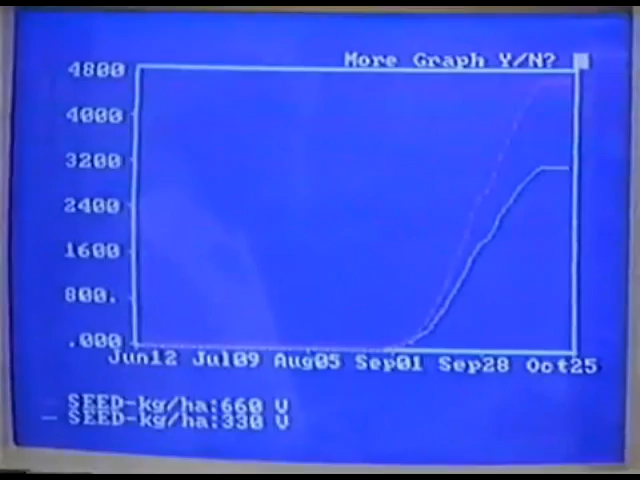 More Graph Y/N?
4800
4000
3200
2400
1600
800.
.000
Jun12 Jul09 Aug05 Sep01 Sep28 Oct25
SEED-kg/ha:660 V
SEED-kg/ha:330 V